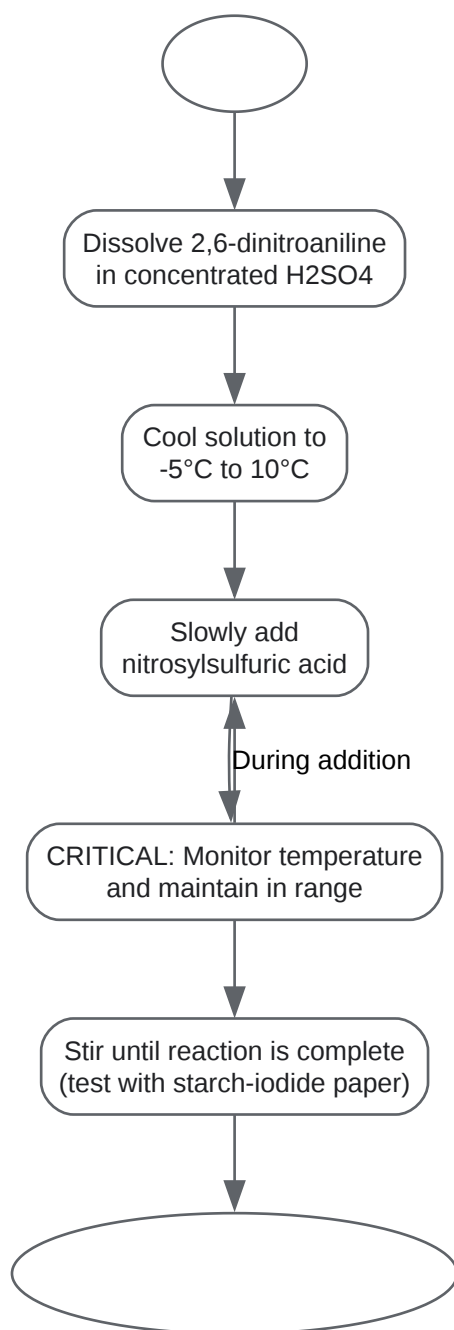 Dissolve 2,6-dinitroaniline
in concentrated H2SO4
Cool solution to
-5°C to 10°C
Slowly add
nitrosylsulfuric acid
During addition
CRITICAL: Monitor temperature
and maintain in range
Stir until reaction is complete
(test with starch-iodide paper)